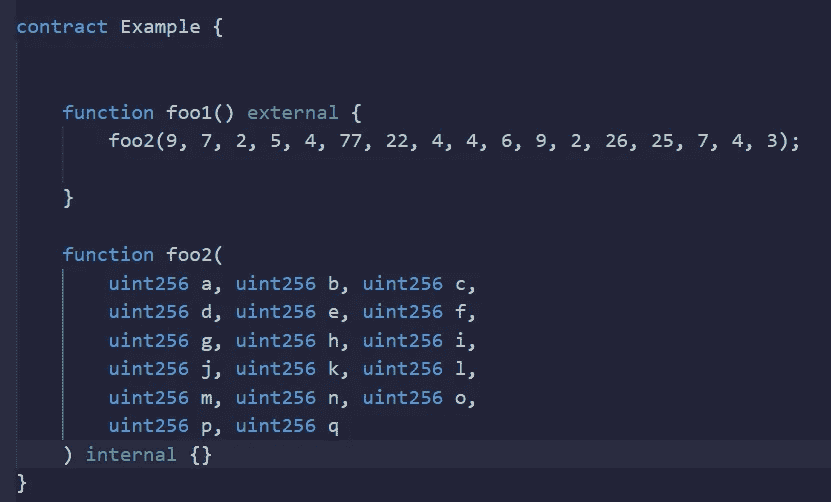 contract Example {
function foo1() external {
foo2(9, 7, 2, 5, 4, 77, 22, 4, 4, 6, 9, 2, 26, 25, 7, 4, 3);
}
function foo2(
uint256 a, uint256 b, uint256 c,
uint256 d, uint256 e, uint256 f,
uint256 g, uint256 h, uint256 i,
uint256 j, uint256 k, uint256 l,
uint256 m, uint256 n, uint256 o,
uint256 p, uint256 q
) internal {}
}